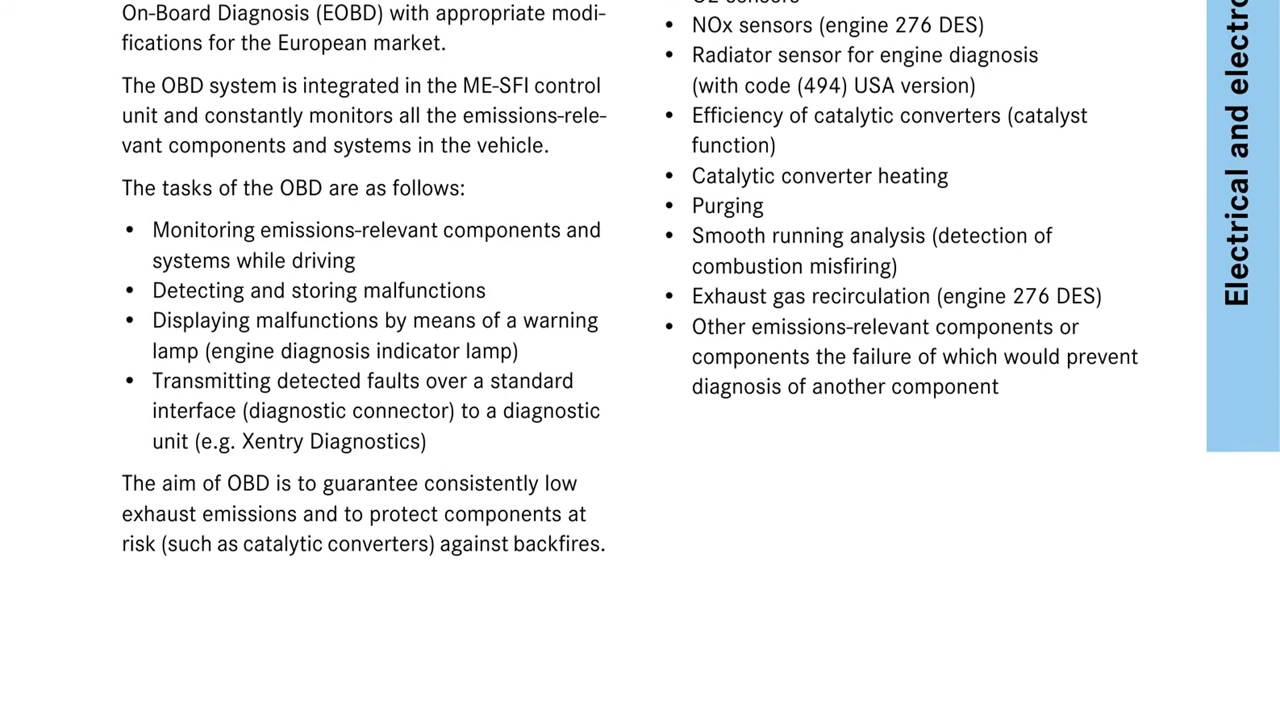 On-Board Diagnosis (EOBD) with appropriate modi-
fications for the European market.
The OBD system is integrated in the ME-SFI control
unit and constantly monitors all the emissions-rele-
vant components and systems in the vehicle.
The tasks of the OBD are as follows:
• Monitoring emissions-relevant components and
systems while driving
• Detecting and storing malfunctions
• Displaying malfunctions by means of a warning
lamp (engine diagnosis indicator lamp)
• Transmitting detected faults over a standard
interface (diagnostic connector) to a diagnostic
unit (e.g. Xentry Diagnostics)
The aim of OBD is to guarantee consistently low
exhaust emissions and to protect components at
risk (such as catalytic converters) against backfires.
sensors
• NOx sensors (engine 276 DES)
• Radiator sensor for engine diagnosis
(with code (494) USA version)
• Efficiency of catalytic converters (catalyst
function)
• Catalytic converter heating
• Purging
• Smooth running analysis (detection of
combustion misfiring)
• Exhaust gas recirculation (engine 276 DES)
• Other emissions-relevant components or
components the failure of which would prevent
diagnosis of another component
Electrical and electro